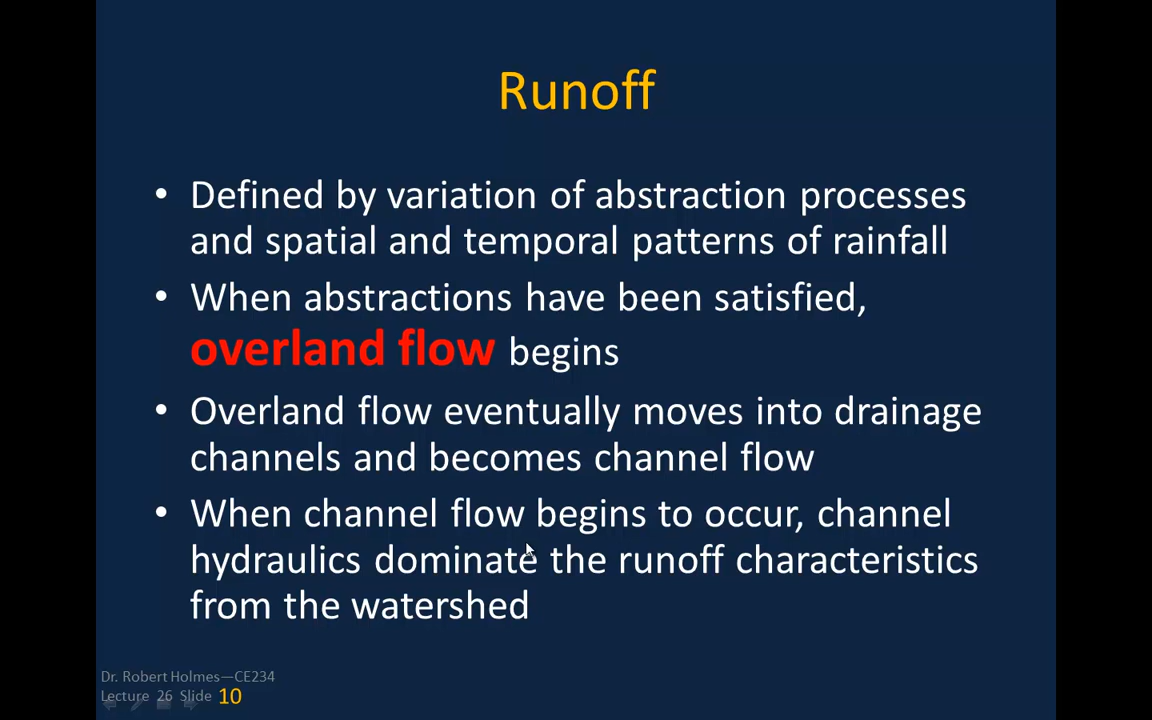 Runoff
• Defined by variation of abstraction processes
and spatial and temporal patterns of rainfall
• When abstractions have been satisfied,
overland flow begins
• Overland flow eventually moves into drainage
channels and becomes channel flow
• When channel flow begins to occur, channel
hydraulics dominate the runoff characteristics
from the watershed
Dr. Robert Holmes—CE234
Lecture 26 Slide 10